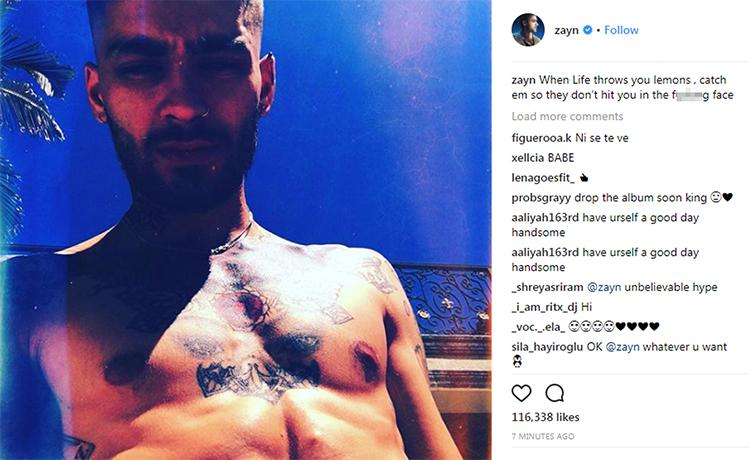 zayn • Follow
zayn When Life throws you lemons , catch
em so they don't hit you in the f g face
Load more comments
figuerooa.k Ni se te ve
xellcia BABE
lenagoesfit_
probsgrayy drop the album soon king
aaliyah163rd have urself a good day
handsome
aaliyah163rd have urself a good day
handsome
_shreyasriram @zayn unbelievable hype
_i_am_ritx_dj Hi
_voc._.ela_
sila_hayiroglu OK @zayn whatever u want
116,338 likes
7 MINUTES AGO